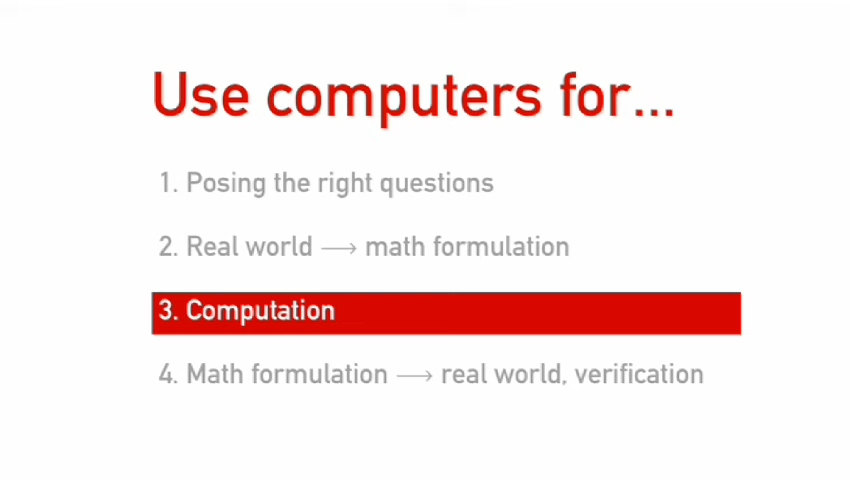 Use computers for...
1. Posing the right questions
2. Real world ⟶ math formulation
3. Computation
4. Math formulation ⟶ real world, verification